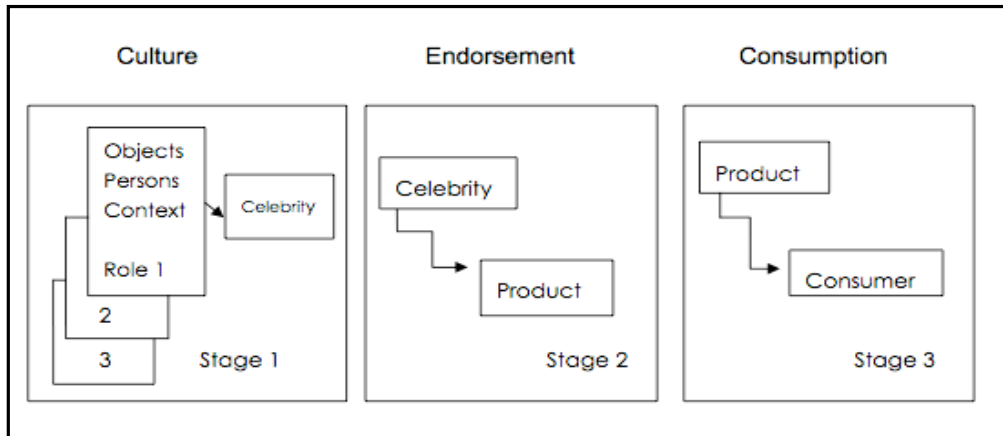 Culture
Endorsement
Consumption
Objects
Persons
Context
Role 1
2
3
Celebrity
Stage 1
Celebrity
Product
Stage 2
Product
Consumer
Stage 3